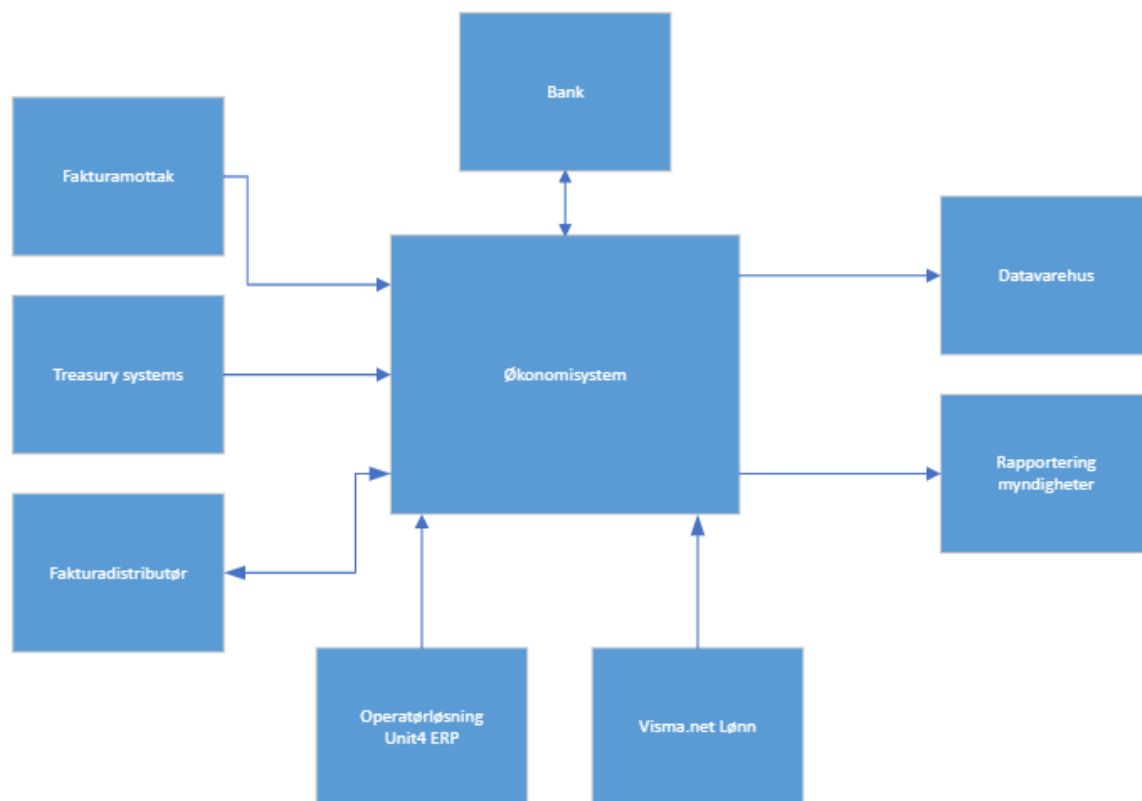 Bank
Fakturamottak
Datavarehus
Treasury systems
Økonomisystem
Rapportering
myndigheter
Fakturadistributør
Operatørløsning
Unit4 ERP
Visma.net Lønn